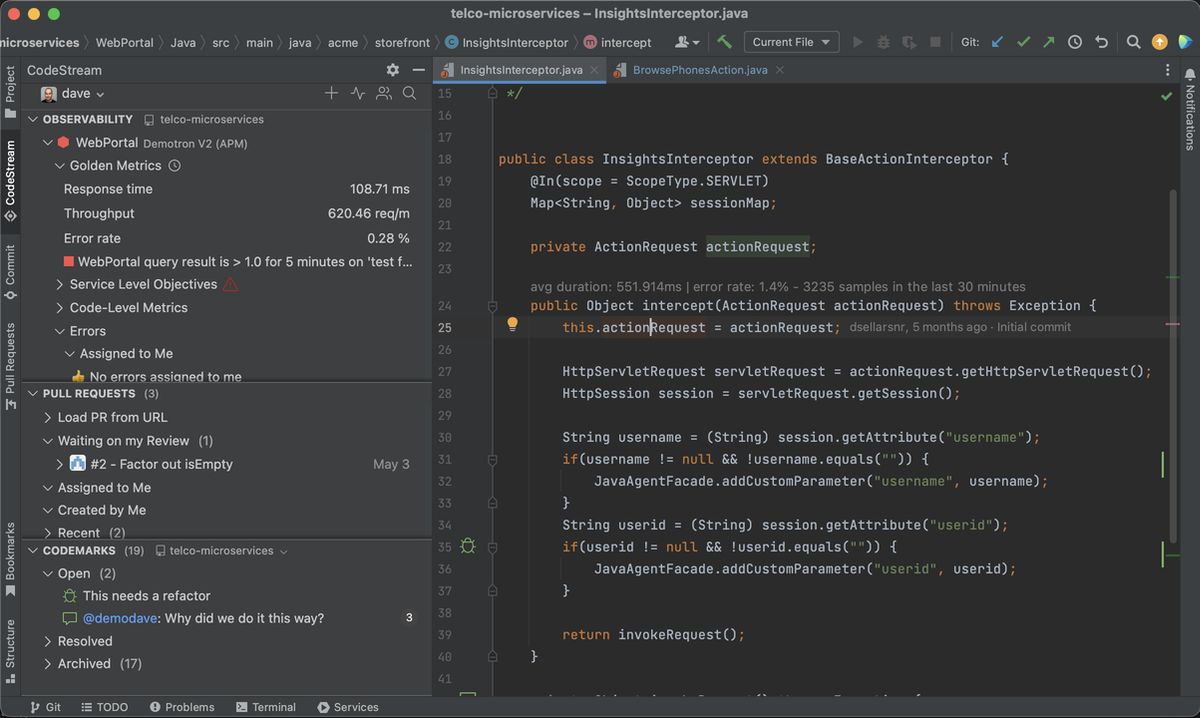 telco-microservices – InsightsInterceptor.java
microservices
WebPortal
Java
src
main
java
acme
storefront
InsightsInterceptor
intercept
Current File
Git:
Project
CodeStream
Commit
Pull Requests
Bookmarks
Structure
CodeStream
dave
OBSERVABILITY telco-microservices
WebPortal Demotron V2 (APM)
Golden Metrics
Response time 108.71 ms
Throughput 620.46 req/m
Error rate 0.28 %
WebPortal query result is > 1.0 for 5 minutes on 'test f...
Service Level Objectives
Code-Level Metrics
Errors
Assigned to Me
No errors assigned to me
PULL REQUESTS (3)
Load PR from URL
Waiting on my Review (1)
#2 - Factor out isEmpty May 3
Assigned to Me
Created by Me
Recent (2)
CODEMARKS (19) telco-microservices
Open (2)
This needs a refactor
@demodave: Why did we do it this way? 3
Resolved
Archived (17)
InsightsInterceptor.java
BrowsePhonesAction.java
15 */
16
17
18 public class InsightsInterceptor extends BaseActionInterceptor {
19 @In(scope = ScopeType.SERVLET)
20 Map<String, Object> sessionMap;
21
22 private ActionRequest actionRequest;
23
avg duration: 551.914ms | error rate: 1.4% - 3235 samples in the last 30 minutes
24 public Object intercept(ActionRequest actionRequest) throws Exception {
25 this.actionRequest = actionRequest; dsellarsnr, 5 months ago · Initial commit
26
27 HttpServletRequest servletRequest = actionRequest.getHttpServletRequest();
28 HttpSession session = servletRequest.getSession();
29
30 String username = (String) session.getAttribute("username");
31 if(username != null && !username.equals("")) {
32 JavaAgentFacade.addCustomParameter("username", username);
33 }
34 String userid = (String) session.getAttribute("userid");
35 if(userid != null && !userid.equals("")) {
36 JavaAgentFacade.addCustomParameter("userid", userid);
37 }
38
39 return invokeRequest();
40 }
41
Notifications
Git
TODO
Problems
Terminal
Services